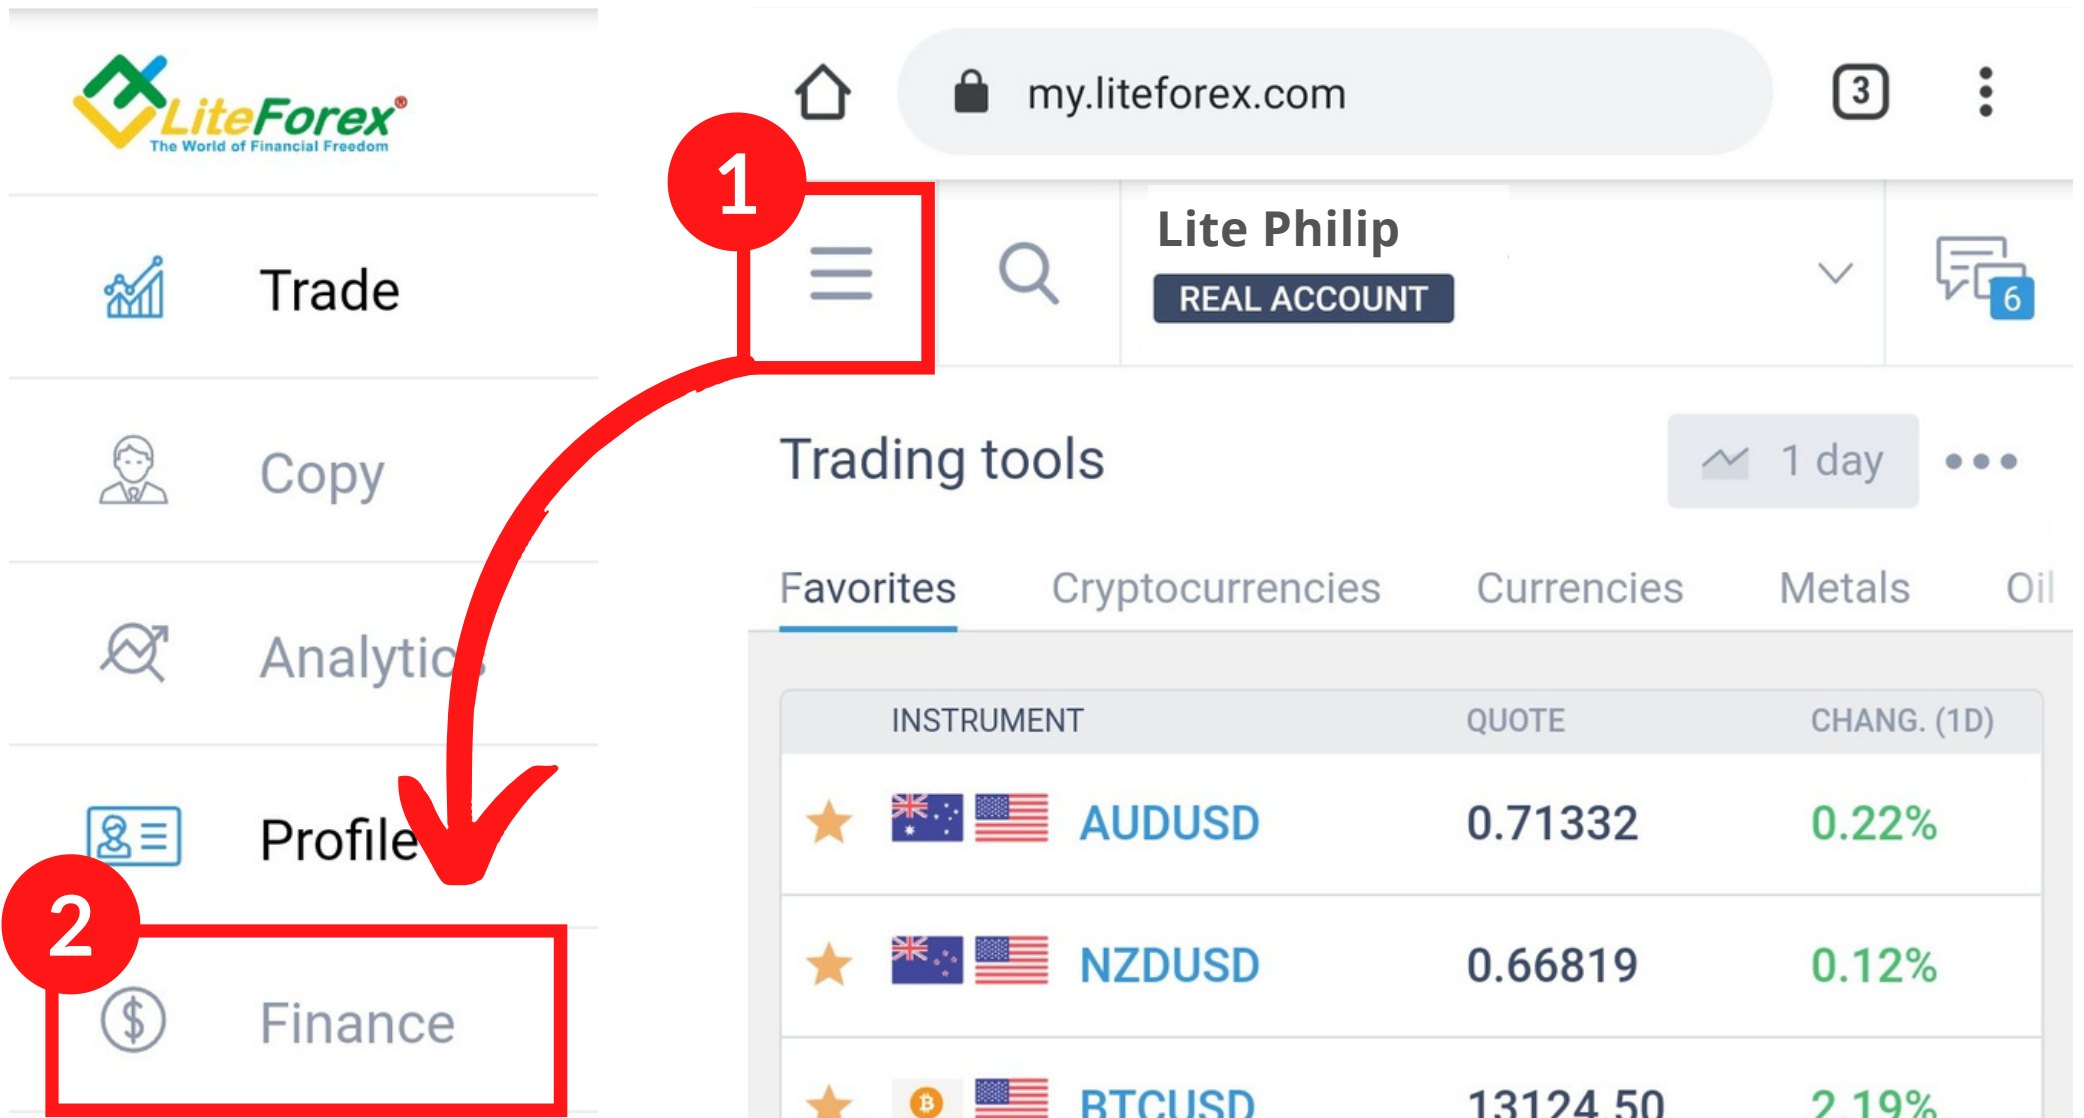 LiteForex®
The World of Financial Freedom
Trade
Copy
Analytics
Profile
2
Finance
my.liteforex.com
3
1
Lite Philip
REAL ACCOUNT
6
Trading tools
1 day
Favorites Cryptocurrencies Currencies Metals Oil
INSTRUMENT QUOTE CHANG. (1D)
AUDUSD 0.71332 0.22%
NZDUSD 0.66819 0.12%
BTCUSD 13124.50 2.19%